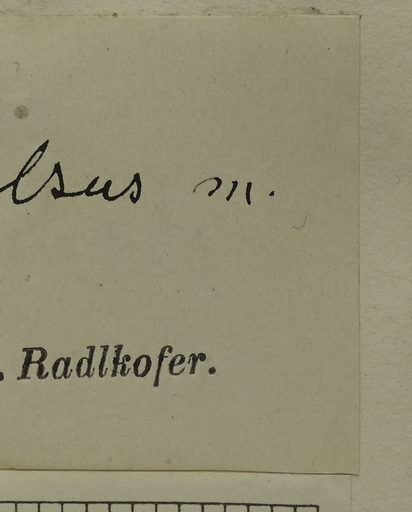 lsus m.
. Radlkofer.